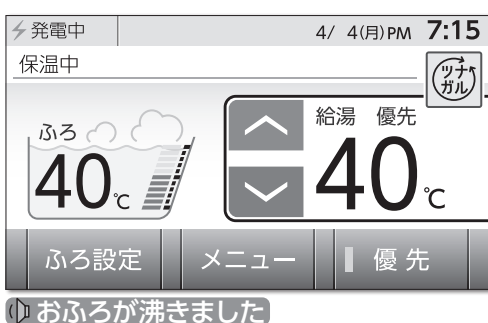 発電中 4/ 4(月)PM 7:15
保温中
ツナガル
ふろ
40℃
給湯 優先
40℃
ふろ設定 メニュー 優先
おふろが沸きました